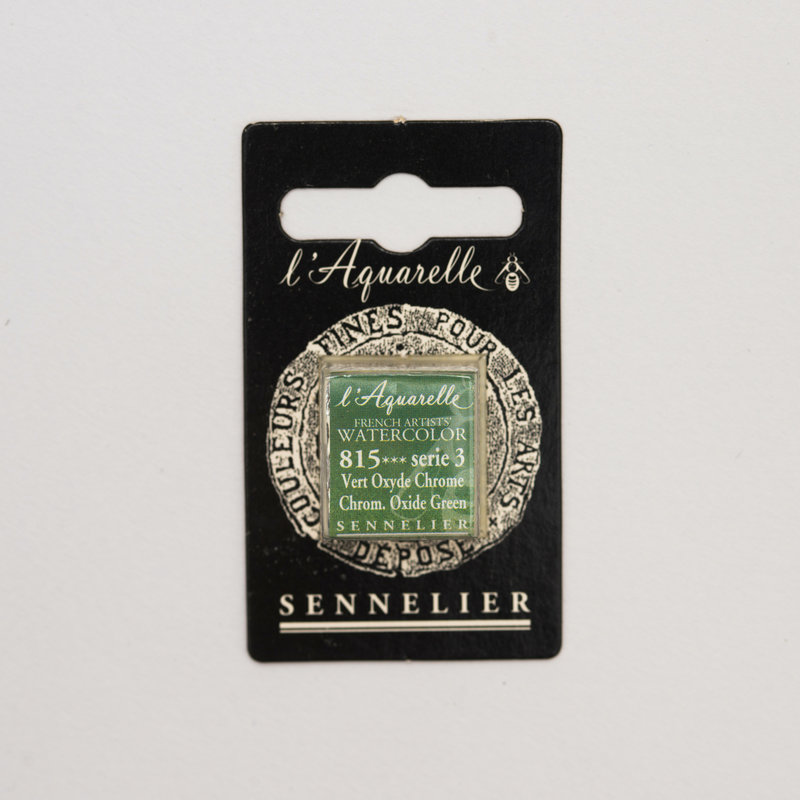 l'Aquarelle
COULEURS FINES POUR LES ARTS
DÉPOSÉ
l'Aquarelle
FRENCH ARTISTS'
WATERCOLOR
815*** serie 3
Vert Oxyde Chrome
Chrom. Oxide Green
SENNELIER
SENNELIER